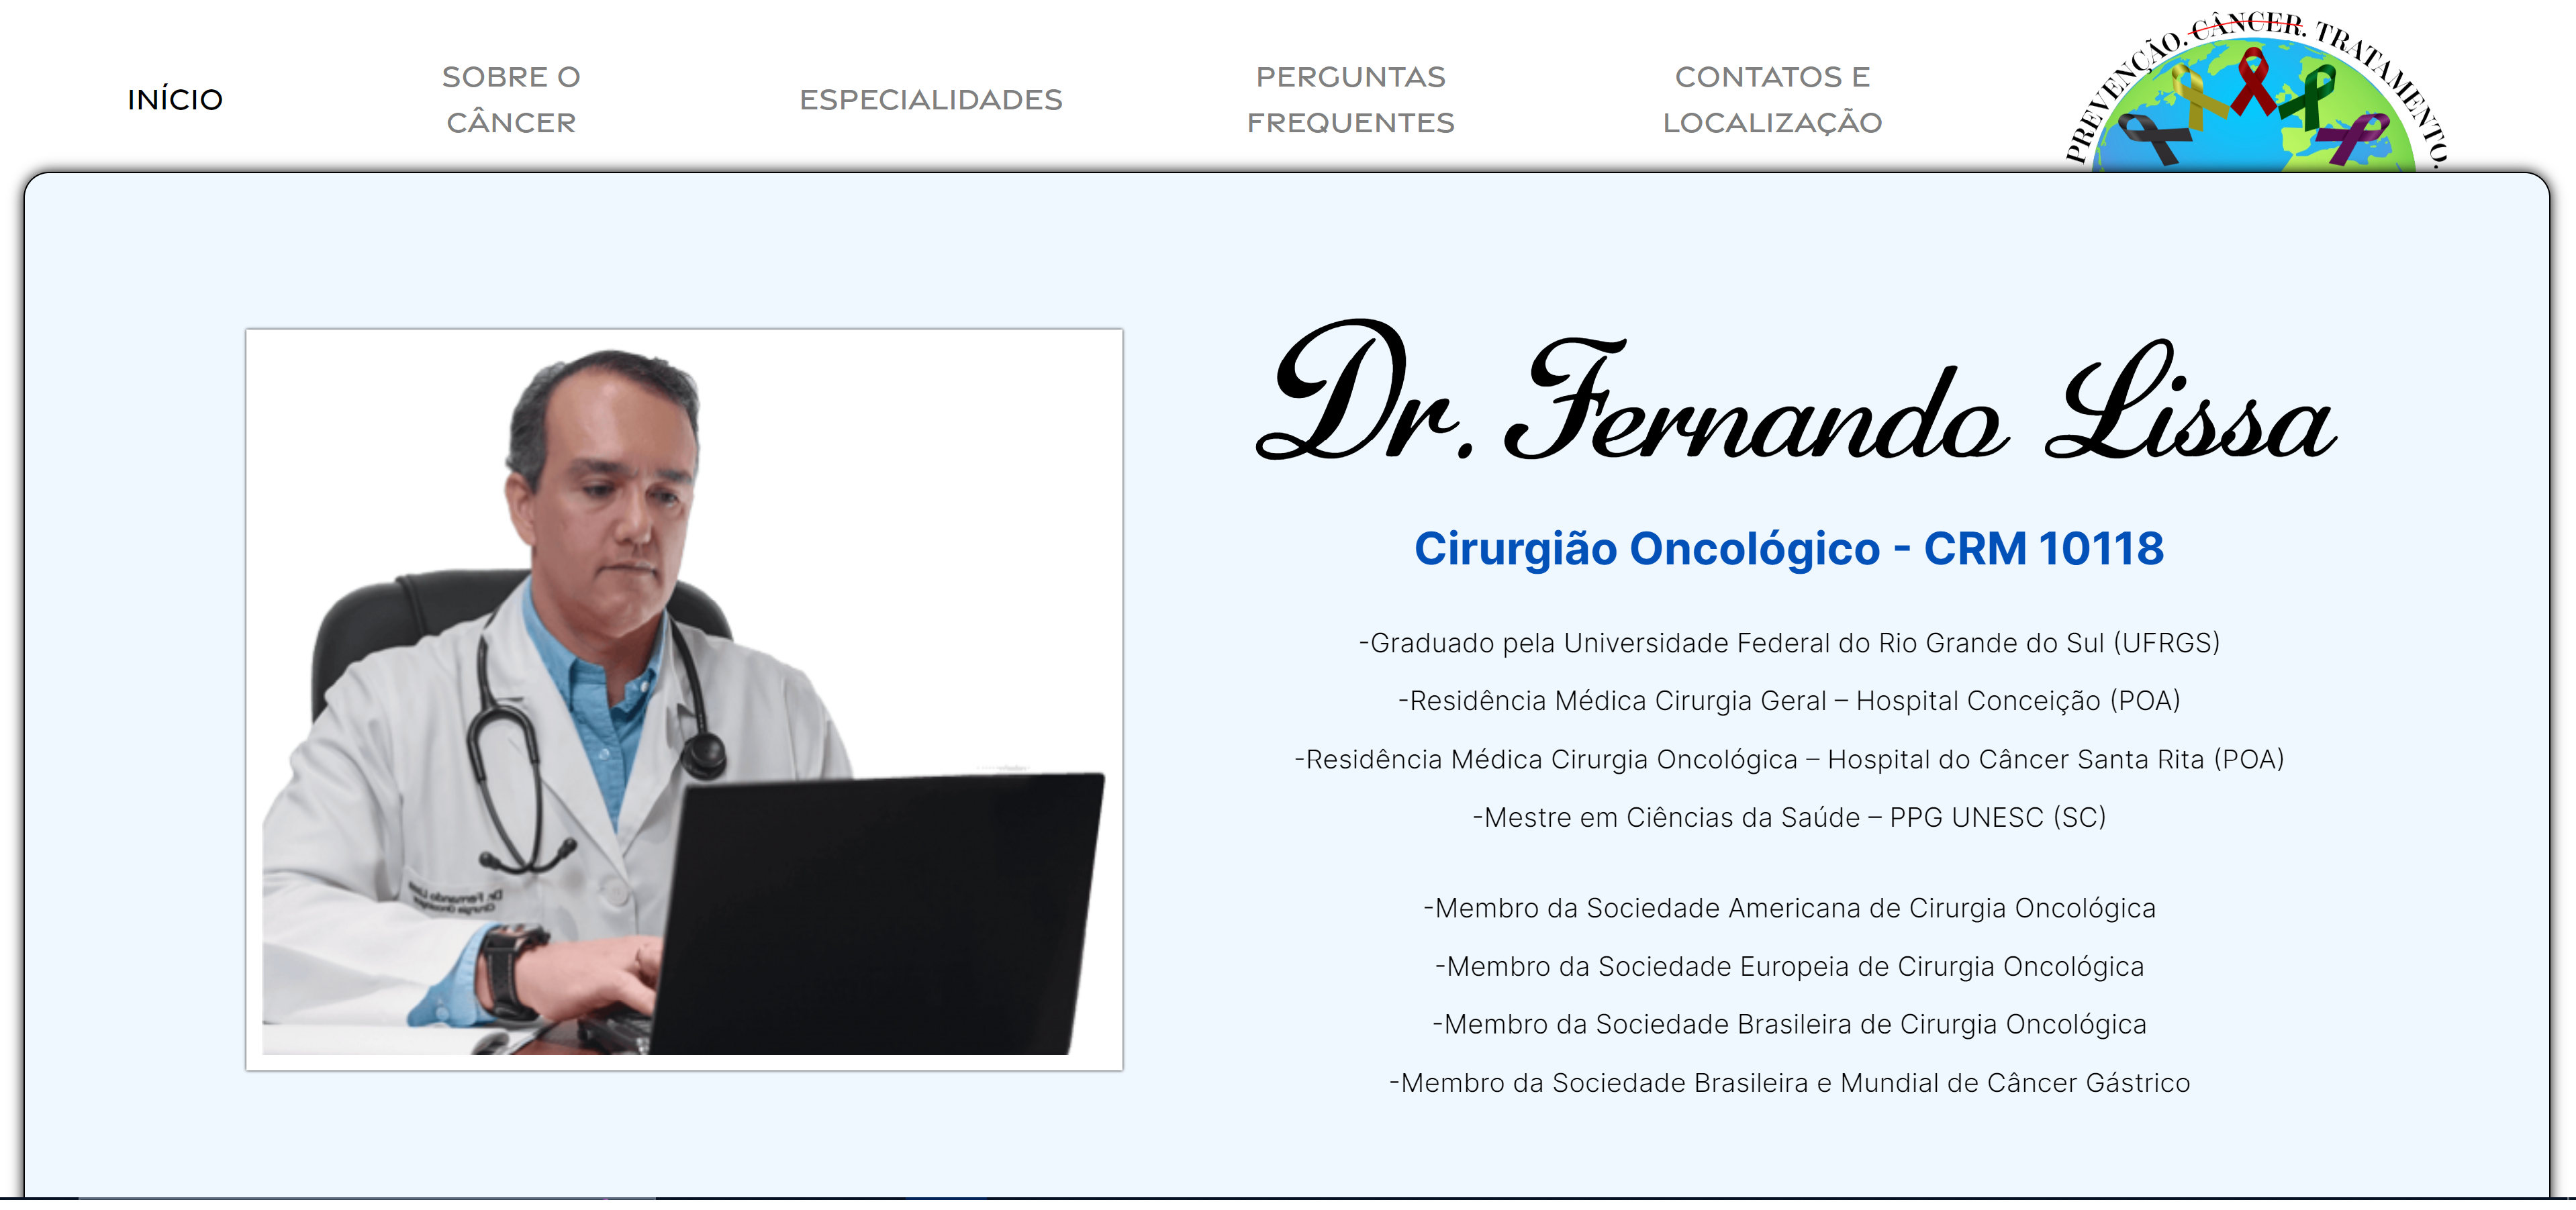 INÍCIO
SOBRE O
CÂNCER
ESPECIALIDADES
PERGUNTAS
FREQUENTES
CONTATOS E
LOCALIZAÇÃO
PREVENÇÃO. CÂNCER. TRATAMENTO.
Dr. Fernando Lissa
Cirurgião Oncológico - CRM 10118
-Graduado pela Universidade Federal do Rio Grande do Sul (UFRGS)
-Residência Médica Cirurgia Geral – Hospital Conceição (POA)
-Residência Médica Cirurgia Oncológica – Hospital do Câncer Santa Rita (POA)
-Mestre em Ciências da Saúde – PPG UNESC (SC)
-Membro da Sociedade Americana de Cirurgia Oncológica
-Membro da Sociedade Europeia de Cirurgia Oncológica
-Membro da Sociedade Brasileira de Cirurgia Oncológica
-Membro da Sociedade Brasileira e Mundial de Câncer Gástrico
Dr. Fernando Lissa